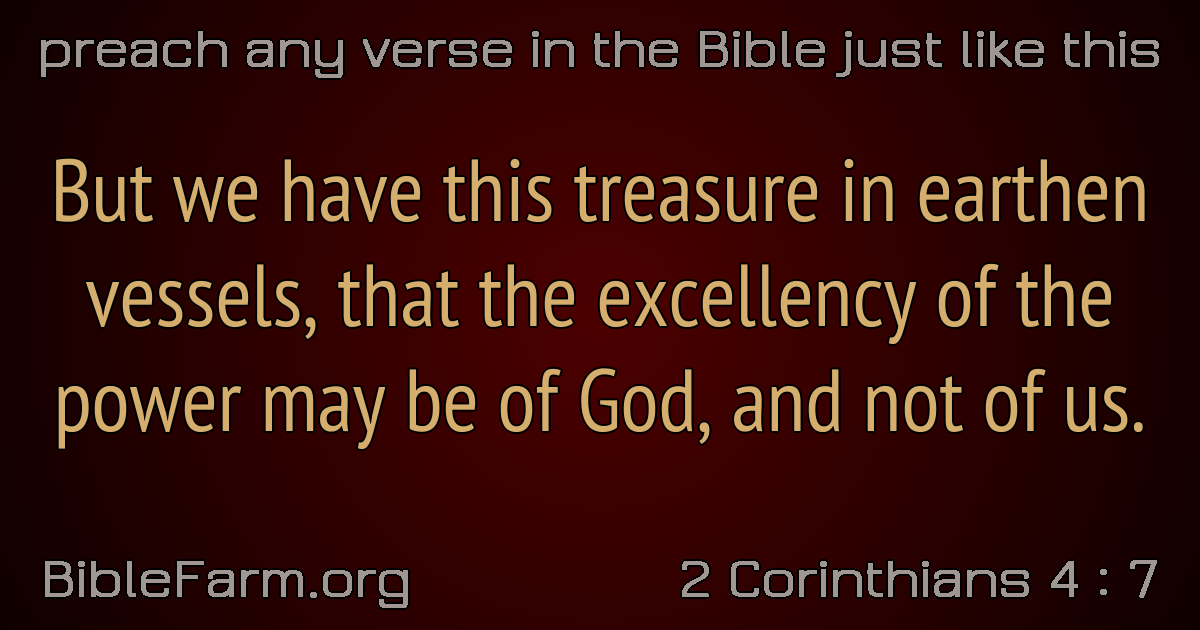 preach any verse in the Bible just like this
But we have this treasure in earthen
vessels, that the excellency of the
power may be of God, and not of us.
BibleFarm.org
2 Corinthians 4 : 7